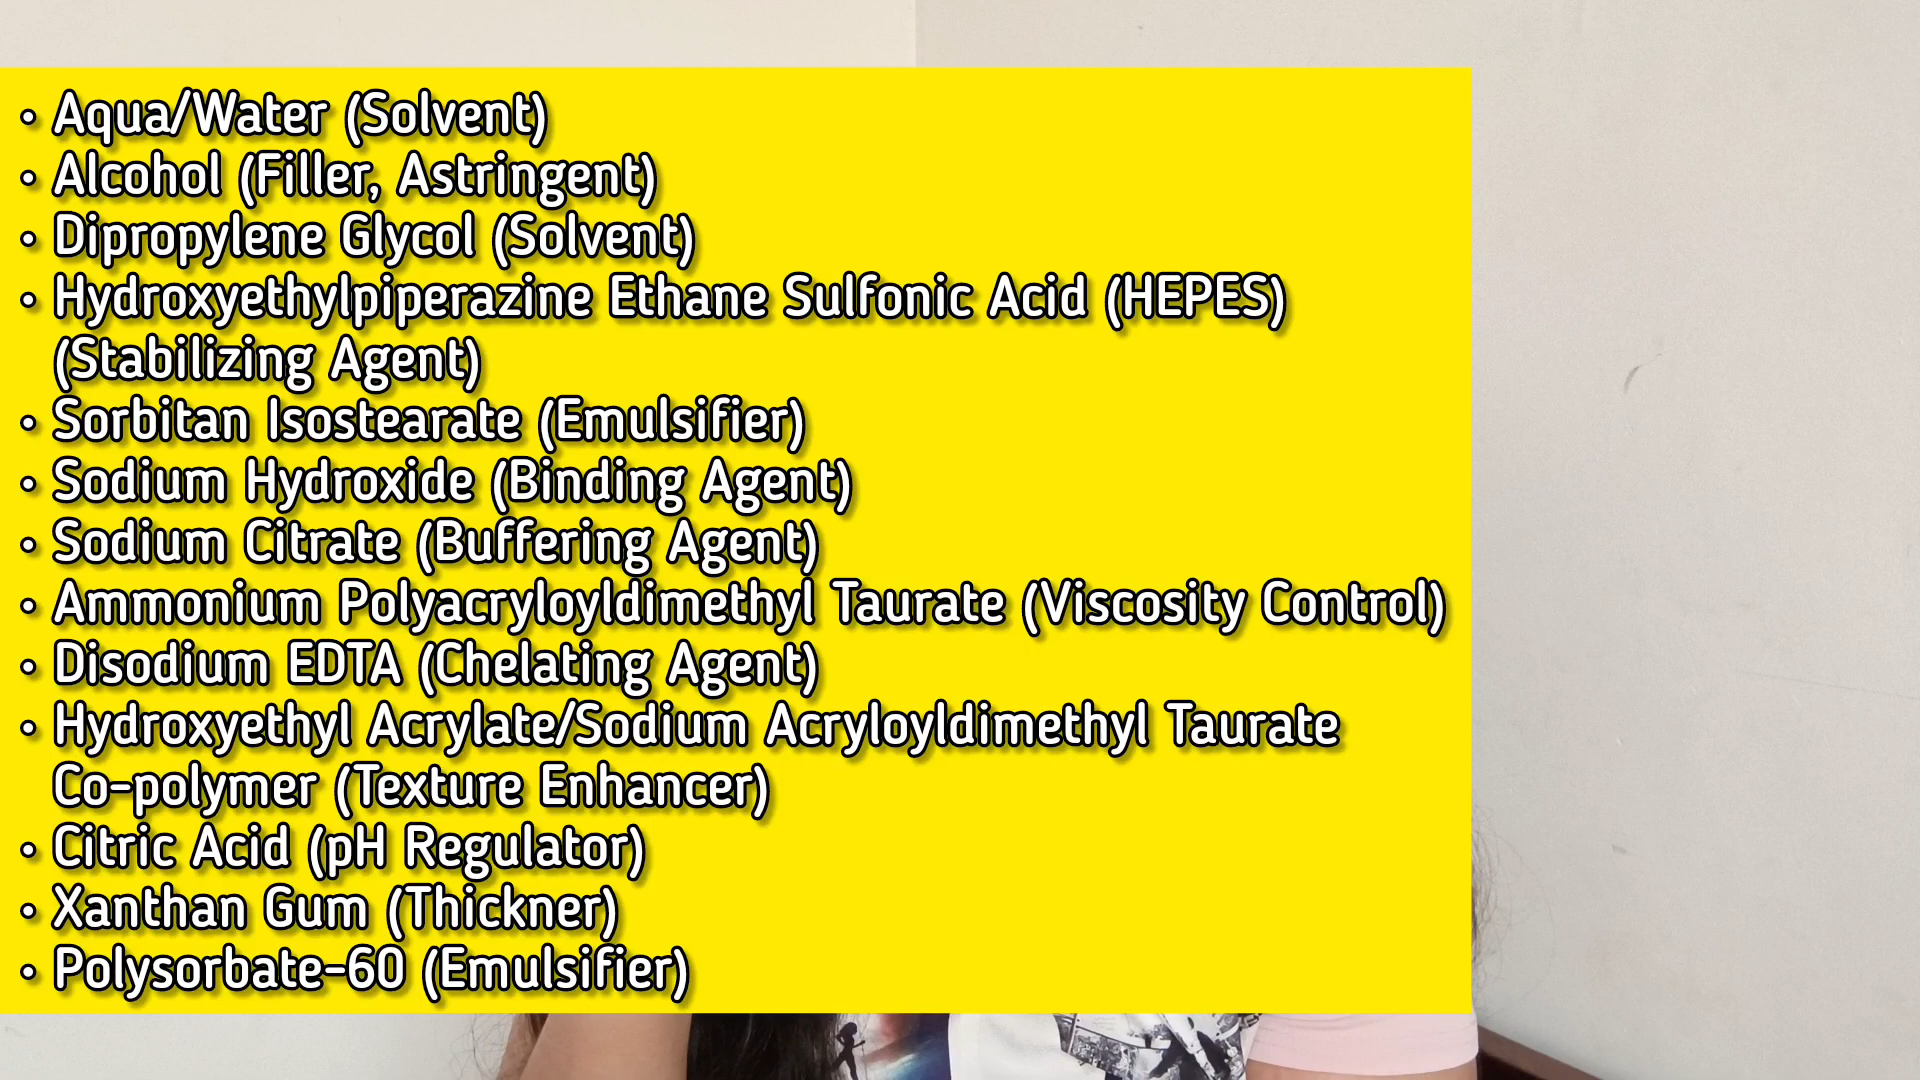 • Aqua/Water (Solvent)
• Alcohol (Filler, Astringent)
• Dipropylene Glycol (Solvent)
• Hydroxyethylpiperazine Ethane Sulfonic Acid (HEPES)
(Stabilizing Agent)
• Sorbitan Isostearate (Emulsifier)
• Sodium Hydroxide (Binding Agent)
• Sodium Citrate (Buffering Agent)
• Ammonium Polyacryloyldimethyl Taurate (Viscosity Control)
• Disodium EDTA (Chelating Agent)
• Hydroxyethyl Acrylate/Sodium Acryloyldimethyl Taurate
Co-polymer (Texture Enhancer)
• Citric Acid (pH Regulator)
• Xanthan Gum (Thickner)
• Polysorbate-60 (Emulsifier)